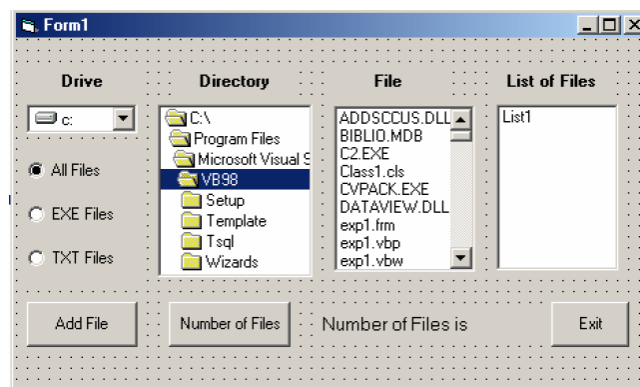 Form1
Drive
Directory
File
List of Files
c:
All Files
EXE Files
TXT Files
C:\
Program Files
Microsoft Visual S
VB98
Setup
Template
Tsql
Wizards
ADDSCCUS.DLL
BIBLIO.MDB
C2.EXE
Class1.cls
CVPACK.EXE
DATAVIEW.DLL
exp1.frm
exp1.vbp
exp1.vbw
List1
Add File
Number of Files
Number of Files is
Exit